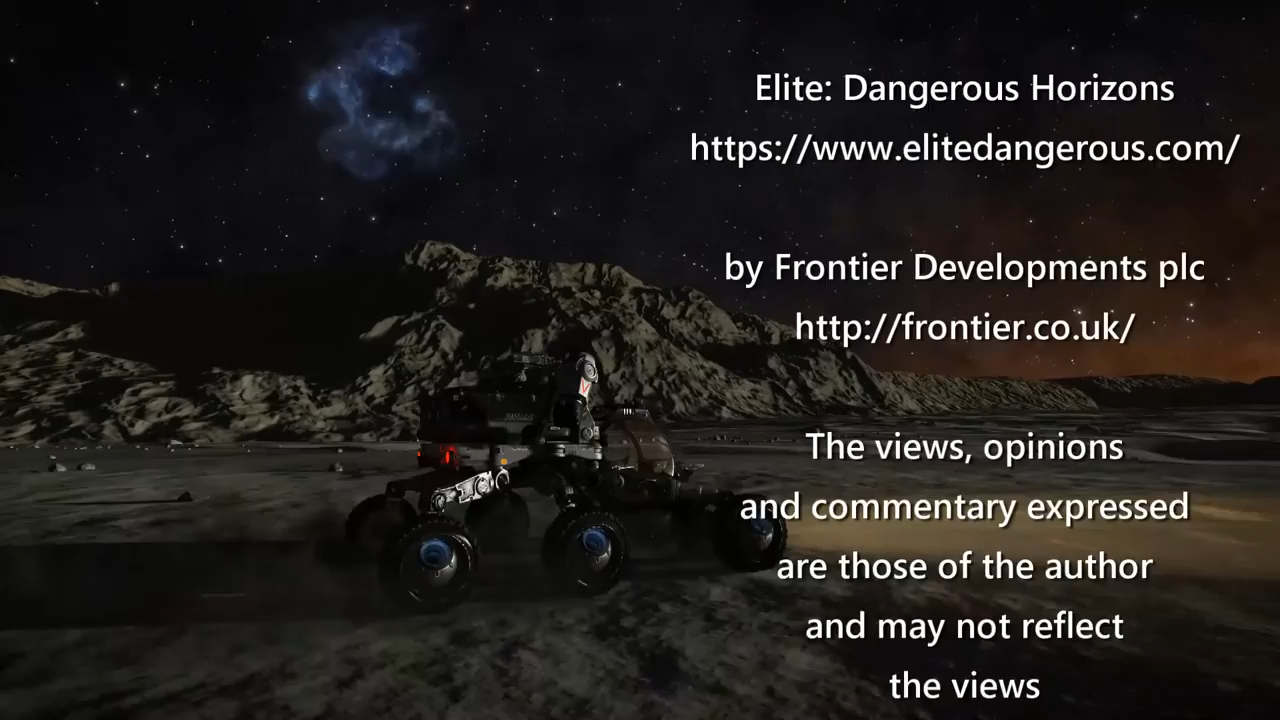 Elite: Dangerous Horizons
https://www.elitedangerous.com/
by Frontier Developments plc
http://frontier.co.uk/
The views, opinions
and commentary expressed
are those of the author
and may not reflect
the views